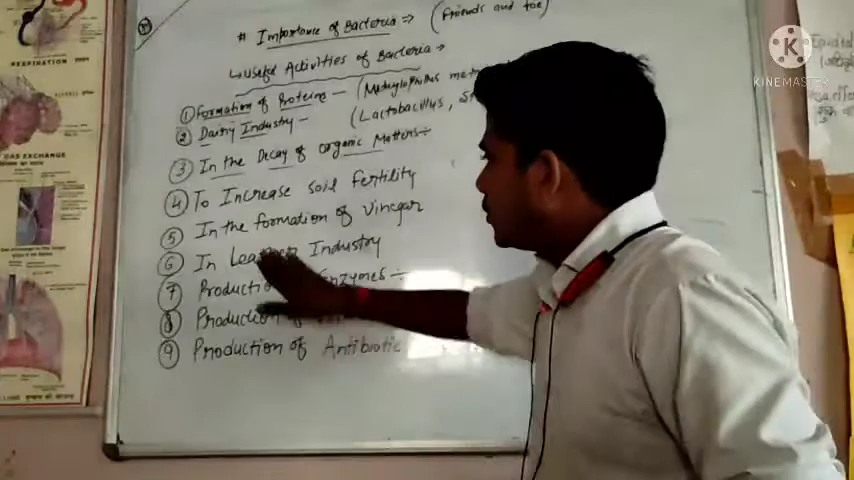 # Importance of Bacteria ⇒ (friends and foe)
↳ Useful Activities of Bacteria →
① Formation of Proteins – (Methylophilus
② Dairy Industry – (Lactobacillus,
③ In the Decay of organic Matters÷
④ To Increase soil fertility
⑤ In the formation of vinegar
⑥ In Industry
⑦ Enzymes ÷
⑧ Production of
⑨ Production of Antibiotic
RESPIRATION
GAS EXCHANGE
K
KINEMASTER